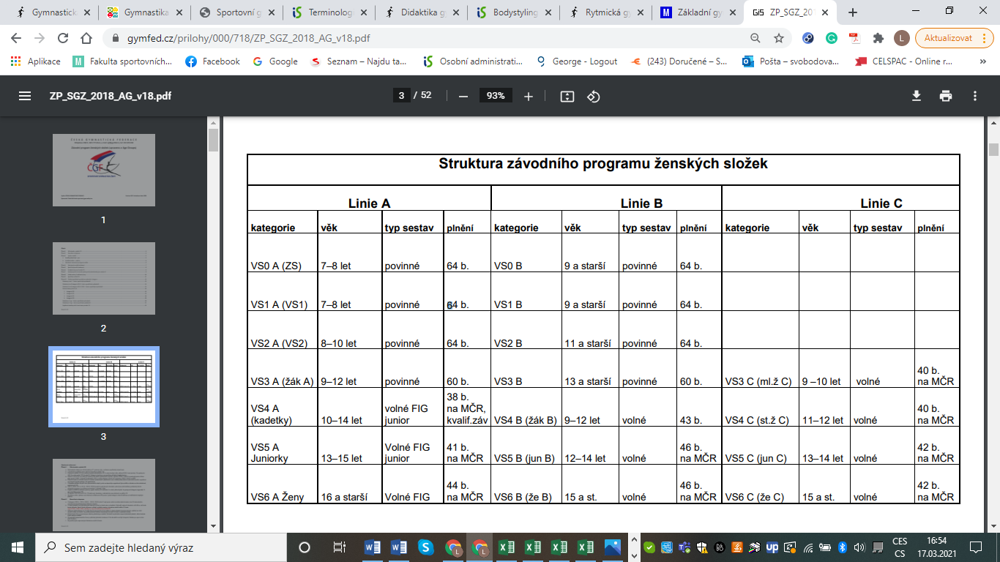 Gymnastick
Gymnastika
Sportovní g
Terminolog
Didaktika gy
Bodystyling
Rytmická gy
Základní gy
GIS ZP_SGZ_20
gymfed.cz/prilohy/000/718/ZP_SGZ_2018_AG_v18.pdf
L
Aktualizovat
Aplikace
Fakulta sportovních...
Facebook
Google
Seznam – Najdu ta...
Osobní administrati...
George - Logout
(243) Doručené – S...
Pošta – svobodova...
CELSPAC - Online r...
ZP_SGZ_2018_AG_v18.pdf
3 / 52
93%
ČGF
1
2
3
Struktura závodního programu ženských složek
Linie A Linie B Linie C
kategorie věk typ sestav plnění kategorie věk typ sestav plnění kategorie věk typ sestav plnění
VS0 A (ZS) 7–8 let povinné 64 b. VS0 B 9 a starší povinné 64 b.
VS1 A (VS1) 7–8 let povinné 64 b. VS1 B 9 a starší povinné 64 b.
VS2 A (VS2) 8–10 let povinné 64 b. VS2 B 11 a starší povinné 64 b.
VS3 A (žák A) 9–12 let povinné 60 b. VS3 B 13 a starší povinné 60 b. VS3 C (ml.ž C) 9 –10 let volné 40 b. na MČR
VS4 A (kadetky) 10–14 let volné FIG junior 38 b. na MČR, kvalif.záv VS4 B (žák B) 9–12 let volné 43 b. VS4 C (st.ž C) 11–12 let volné 40 b. na MČR
VS5 A Juniorky 13–15 let Volné FIG junior 41 b. na MČR VS5 B (jun B) 12–14 let volné 46 b. na MČR VS5 C (jun C) 13–14 let volné 42 b. na MČR
VS6 A Ženy 16 a starší Volné FIG 44 b. na MČR VS6 B (že B) 15 a st. volné 46 b. na MČR VS6 C (že C) 15 a st. volné 42 b. na MČR
Sem zadejte hledaný výraz
CES
CS
16:54
17.03.2021